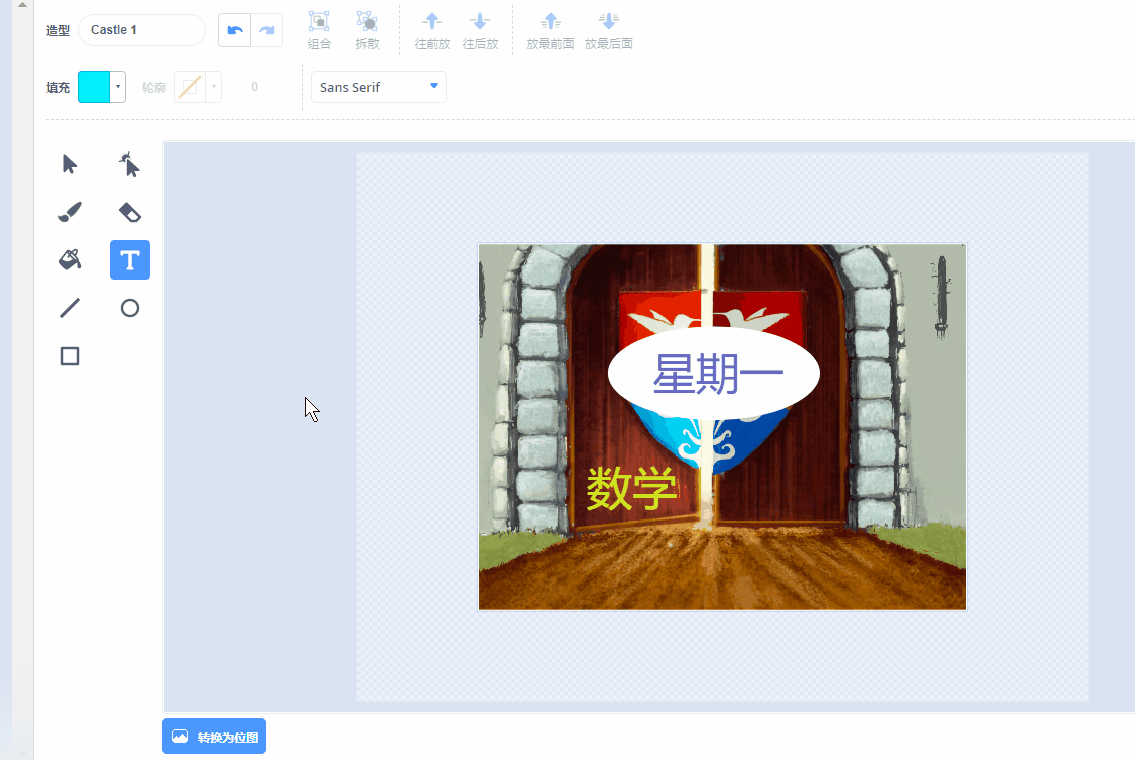 造型 Castle 1 组合 拆散 往前放 往后放 放最前面 放最后面
填充 轮廓 0 Sans Serif
T
星期一
数学
转换为位图